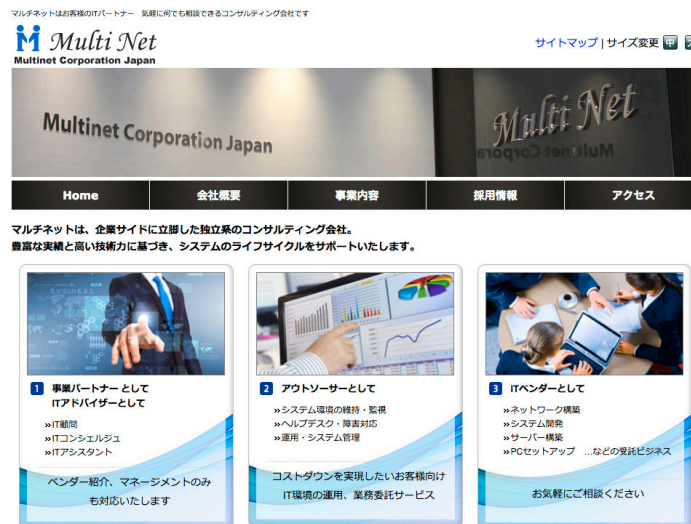 マルチネットはお客様のITパートナー　気軽に何でも相談できるコンサルティング会社です
Multi Net
Multinet Corporation Japan
サイトマップ | サイズ変更 中
Multinet Corporation Japan
Multi Net
Home 会社概要 事業内容 採用情報 アクセス
マルチネットは、企業サイドに立脚した独立系のコンサルティング会社。
豊富な実績と高い技術力に基づき、システムのライフサイクルをサポートいたします。
BUSINESS
1 事業パートナー として
ITアドバイザーとして
»IT顧問
»ITコンシェルジュ
»ITアシスタント
ベンダー紹介、マネージメントのみ
も対応いたします
2 アウトソーサーとして
»システム環境の維持・監視
»ヘルプデスク・障害対応
»運用・システム管理
コストダウンを実現したいお客様向け
IT環境の運用、業務委託サービス
3 ITベンダーとして
»ネットワーク構築
»システム開発
»サーバー構築
»PCセットアップ　…などの受託ビジネス
お気軽にご相談ください